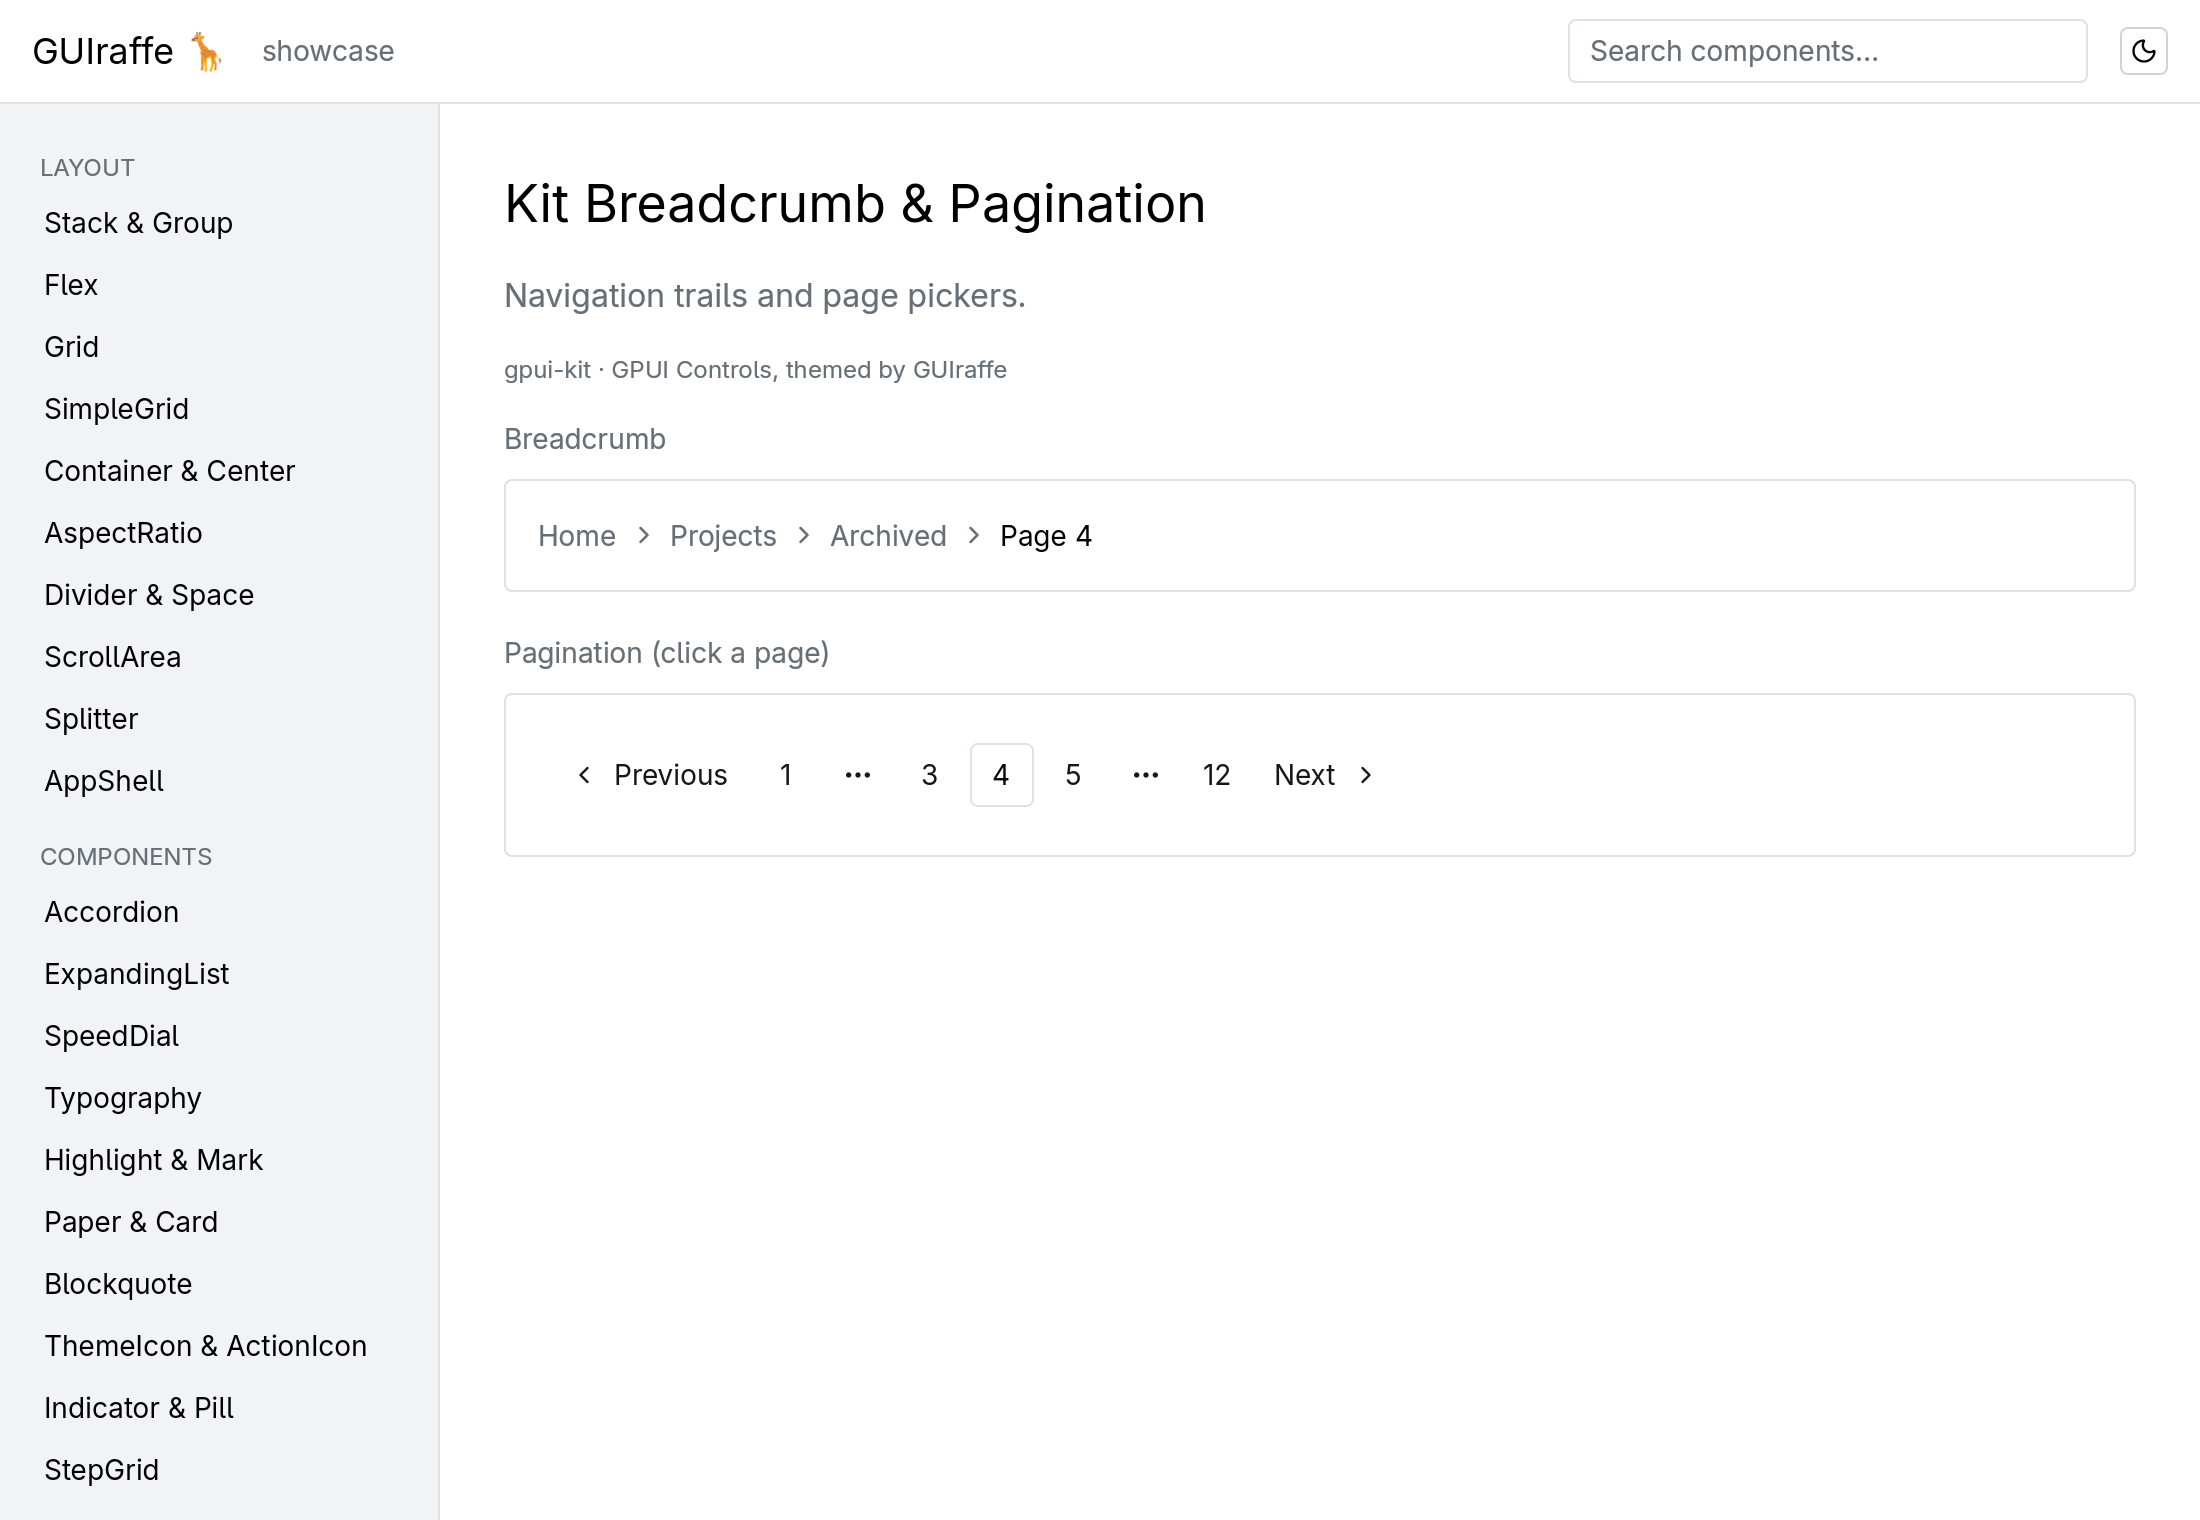 GUIraffe 🦒 showcase
Search components...
LAYOUT
Stack & Group
Flex
Grid
SimpleGrid
Container & Center
AspectRatio
Divider & Space
ScrollArea
Splitter
AppShell
COMPONENTS
Accordion
ExpandingList
SpeedDial
Typography
Highlight & Mark
Paper & Card
Blockquote
ThemeIcon & ActionIcon
Indicator & Pill
StepGrid
Kit Breadcrumb & Pagination
Navigation trails and page pickers.
gpui-kit · GPUI Controls, themed by GUIraffe
Breadcrumb
Home > Projects > Archived > Page 4
Pagination (click a page)
< Previous 1 ••• 3 4 5 ••• 12 Next >